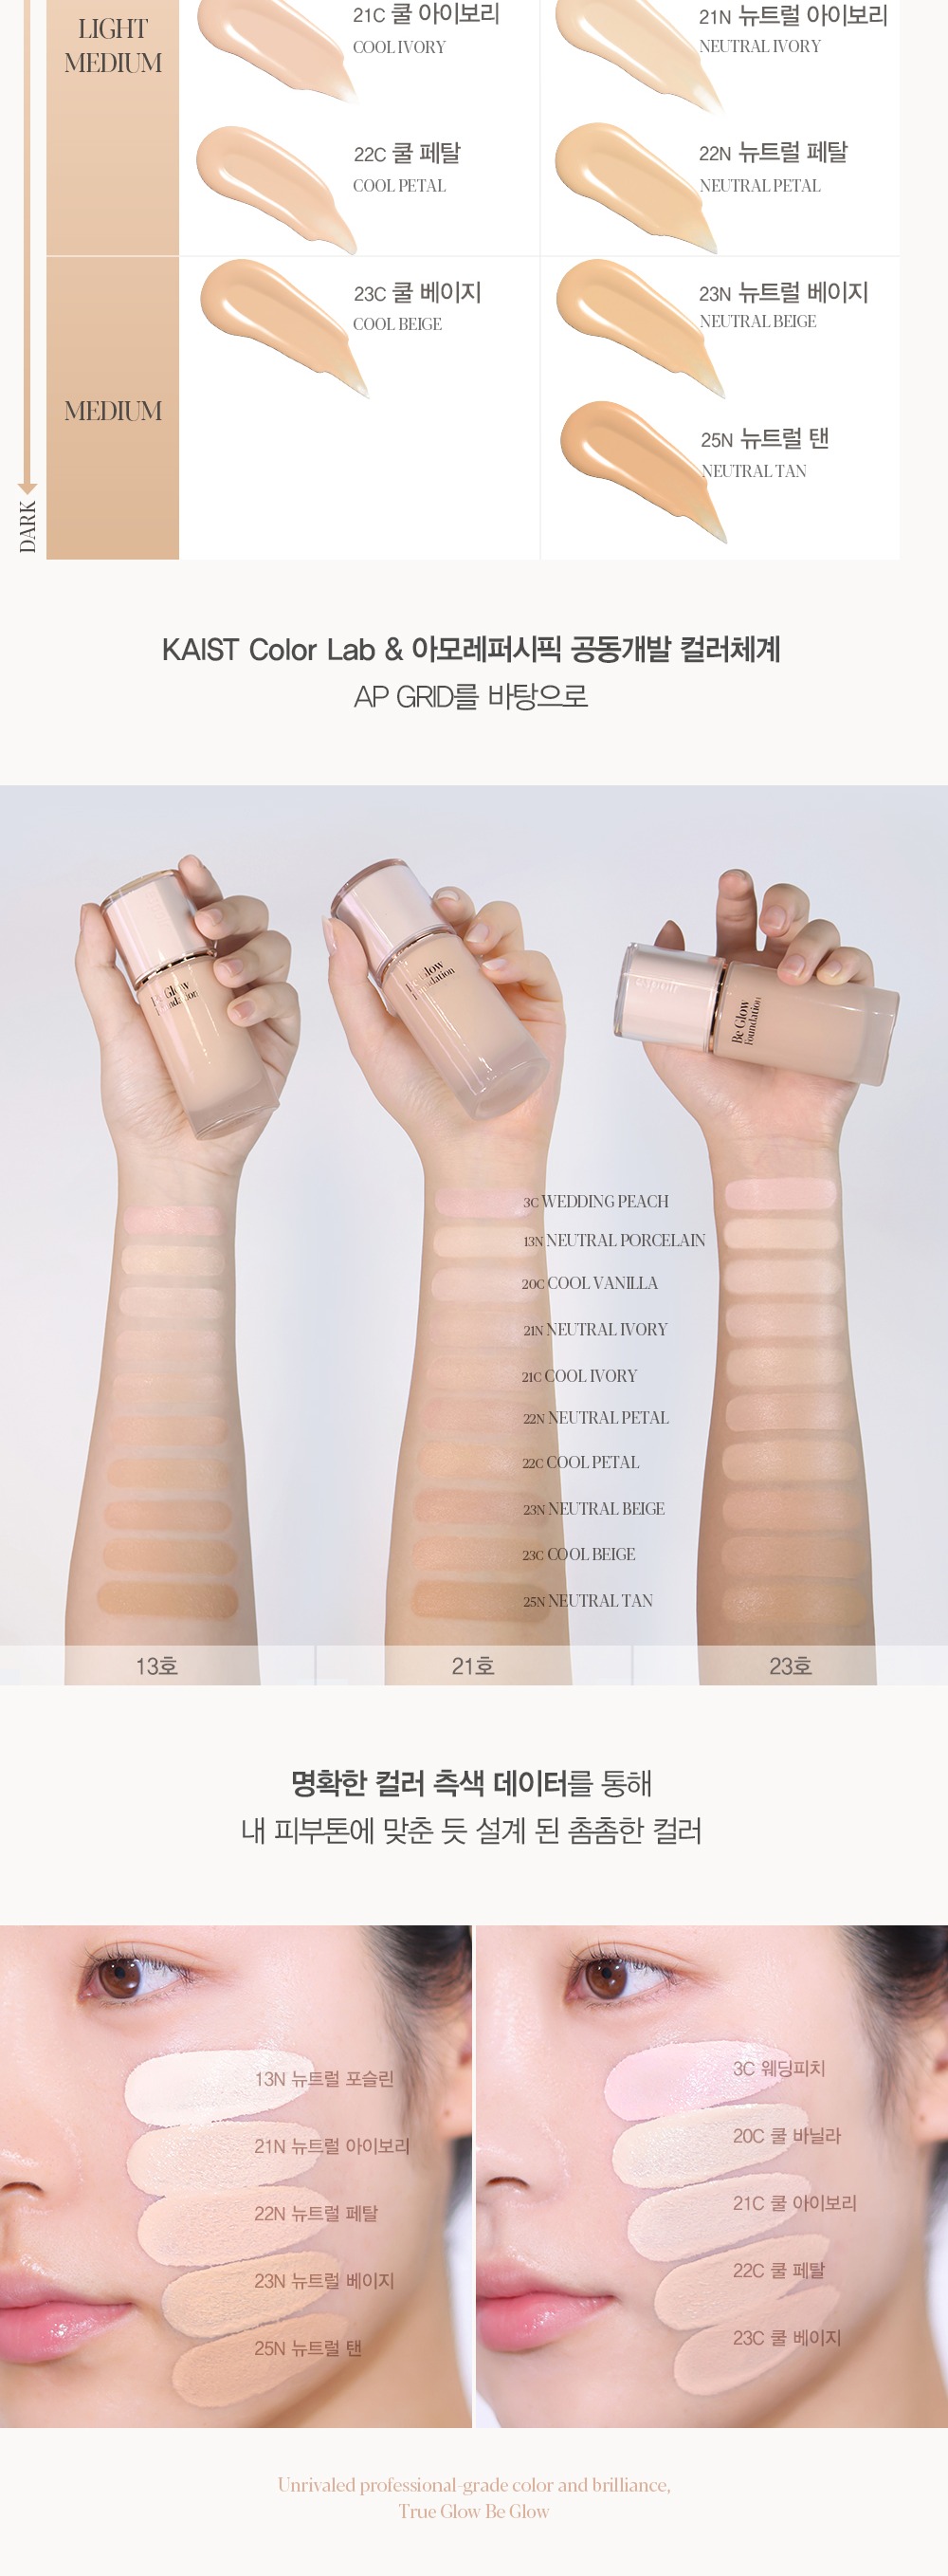 LIGHT
MEDIUM
21C 쿨 아이보리
COOL IVORY
21N 뉴트럴 아이보리
NEUTRAL IVORY
22C 쿨 페탈
COOL PETAL
22N 뉴트럴 페탈
NEUTRAL PETAL
MEDIUM
23C 쿨 베이지
COOL BEIGE
23N 뉴트럴 베이지
NEUTRAL BEIGE
25N 뉴트럴 탠
NEUTRAL TAN
DARK
KAIST Color Lab & 아모레퍼시픽 공동개발 컬러체계
AP GRID를 바탕으로
Be Glow
Foundation
Be Glow
Foundation
Be Glow
Foundation
3C WEDDING PEACH
13N NEUTRAL PORCELAIN
20C COOL VANILLA
21N NEUTRAL IVORY
21C COOL IVORY
22N NEUTRAL PETAL
22C COOL PETAL
23N NEUTRAL BEIGE
23C COOL BEIGE
25N NEUTRAL TAN
13호
21호
23호
명확한 컬러 측색 데이터를 통해
내 피부톤에 맞춘 듯 설계 된 촘촘한 컬러
13N 뉴트럴 포슬린
21N 뉴트럴 아이보리
22N 뉴트럴 페탈
23N 뉴트럴 베이지
25N 뉴트럴 탠
3C 웨딩피치
20C 쿨 바닐라
21C 쿨 아이보리
22C 쿨 페탈
23C 쿨 베이지
Unrivaled professional-grade color and brilliance,
True Glow Be Glow